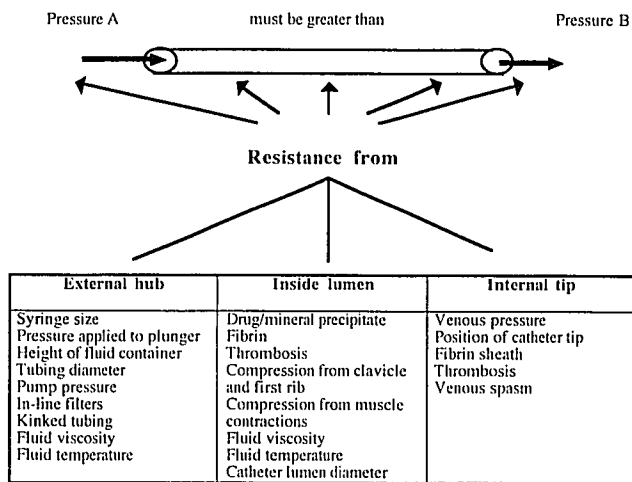 Pressure A must be greater than Pressure B
Resistance from
External hub
Syringe size
Pressure applied to plunger
Height of fluid container
Tubing diameter
Pump pressure
In-line filters
Kinked tubing
Fluid viscosity
Fluid temperature
Inside lumen
Drug/mineral precipitate
Fibrin
Thrombosis
Compression from clavicle
and first rib
Compression from muscle
contractions
Fluid viscosity
Fluid temperature
Catheter lumen diameter
Internal tip
Venous pressure
Position of catheter tip
Fibrin sheath
Thrombosis
Venous spasm